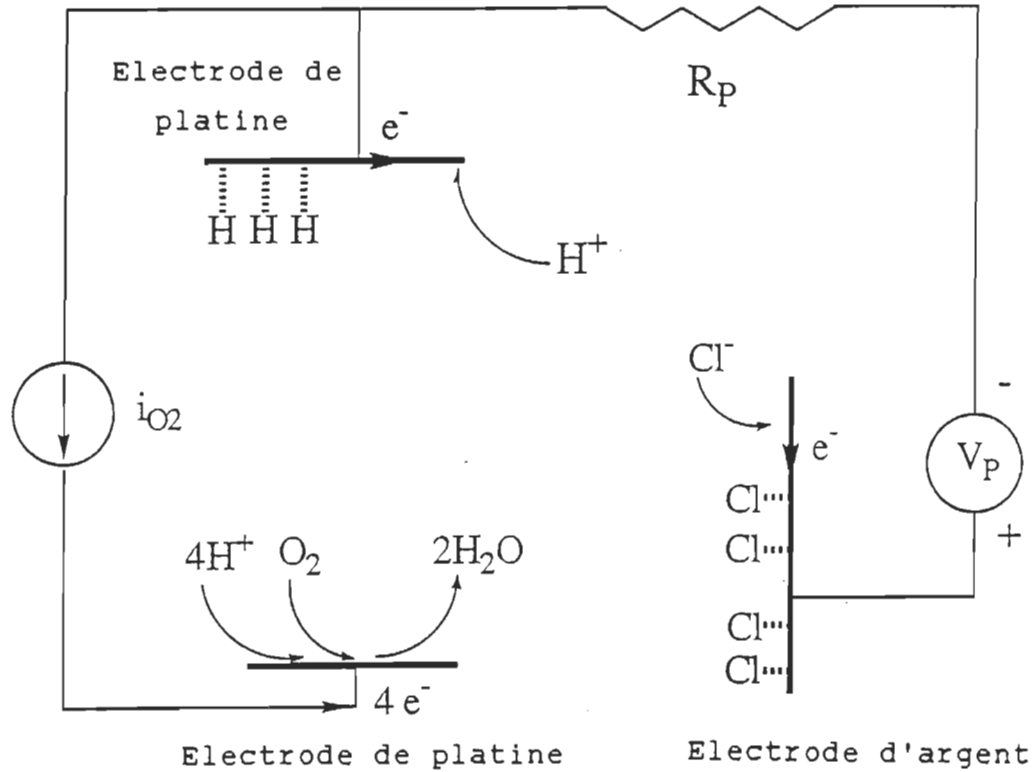 Electrode de
platine
R_P
e⁻
H H H
H⁺
i_O2
Cl⁻
-
e⁻
V_P
+
Cl
Cl
Cl
Cl
4H⁺ O₂ 2H₂O
4 e⁻
Electrode de platine
Electrode d'argent